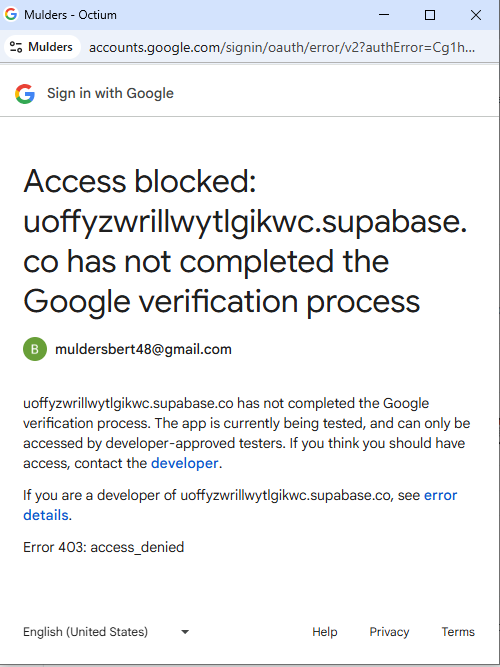 Mulders - Octium
Mulders accounts.google.com/signin/oauth/error/v2?authError=Cg1h...
Sign in with Google
Access blocked:
uoffyzwrillwytlgikwc.supabase.
co has not completed the
Google verification process
B muldersbert48@gmail.com
uoffyzwrillwytlgikwc.supabase.co has not completed the Google
verification process. The app is currently being tested, and can only be
accessed by developer-approved testers. If you think you should have
access, contact the developer.
If you are a developer of uoffyzwrillwytlgikwc.supabase.co, see error
details.
Error 403: access_denied
English (United States) Help Privacy Terms